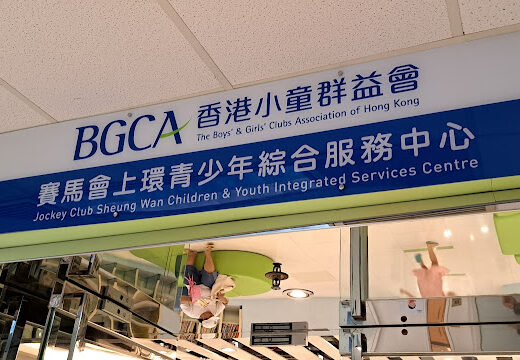 BGCA 香港小童群益會
The Boys' & Girls' Clubs Association of Hong Kong
賽馬會上環青少年綜合服務中心
Jockey Club Sheung Wan Children & Youth Integrated Services Centre